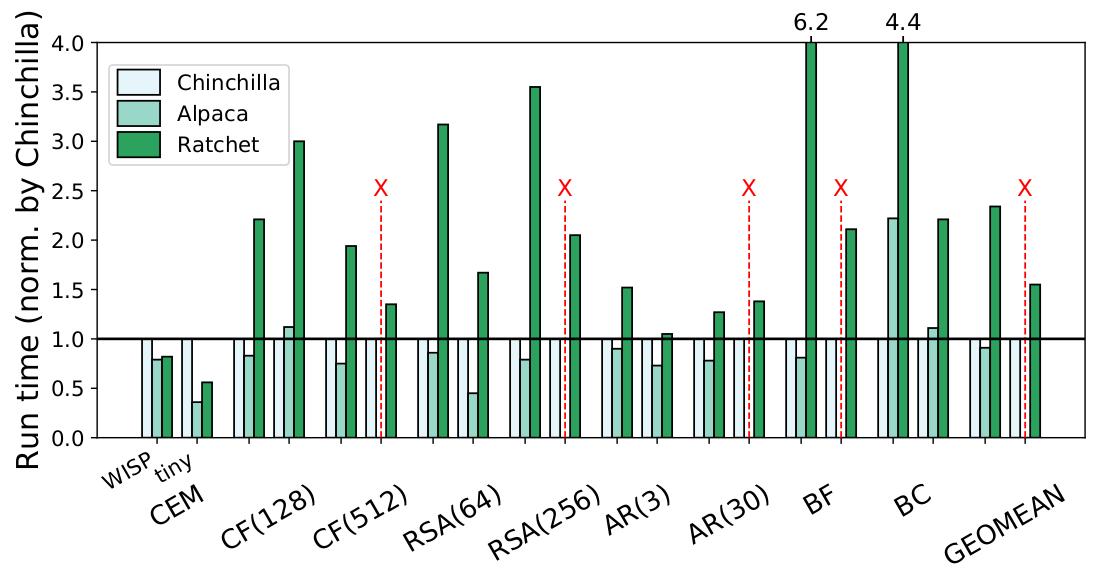 6.2 4.4
Run time (norm. by Chinchilla)
4.0
3.5
3.0
2.5
2.0
1.5
1.0
0.5
0.0
Chinchilla
Alpaca
Ratchet
X X X X X
WISP tiny
CEM CF(128) CF(512) RSA(64) RSA(256) AR(3) AR(30) BF BC GEOMEAN